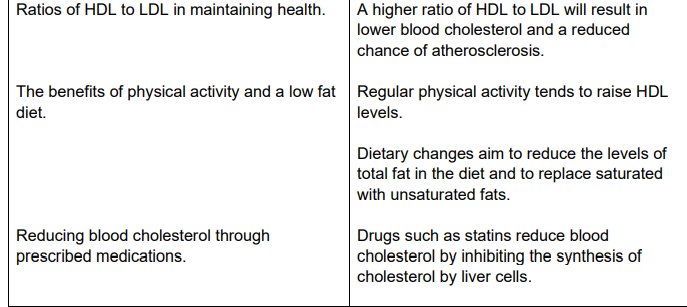 Ratios of HDL to LDL in maintaining health.
A higher ratio of HDL to LDL will result in
lower blood cholesterol and a reduced
chance of atherosclerosis.
The benefits of physical activity and a low fat
diet.
Regular physical activity tends to raise HDL
levels.
Dietary changes aim to reduce the levels of
total fat in the diet and to replace saturated
with unsaturated fats.
Reducing blood cholesterol through
prescribed medications.
Drugs such as statins reduce blood
cholesterol by inhibiting the synthesis of
cholesterol by liver cells.